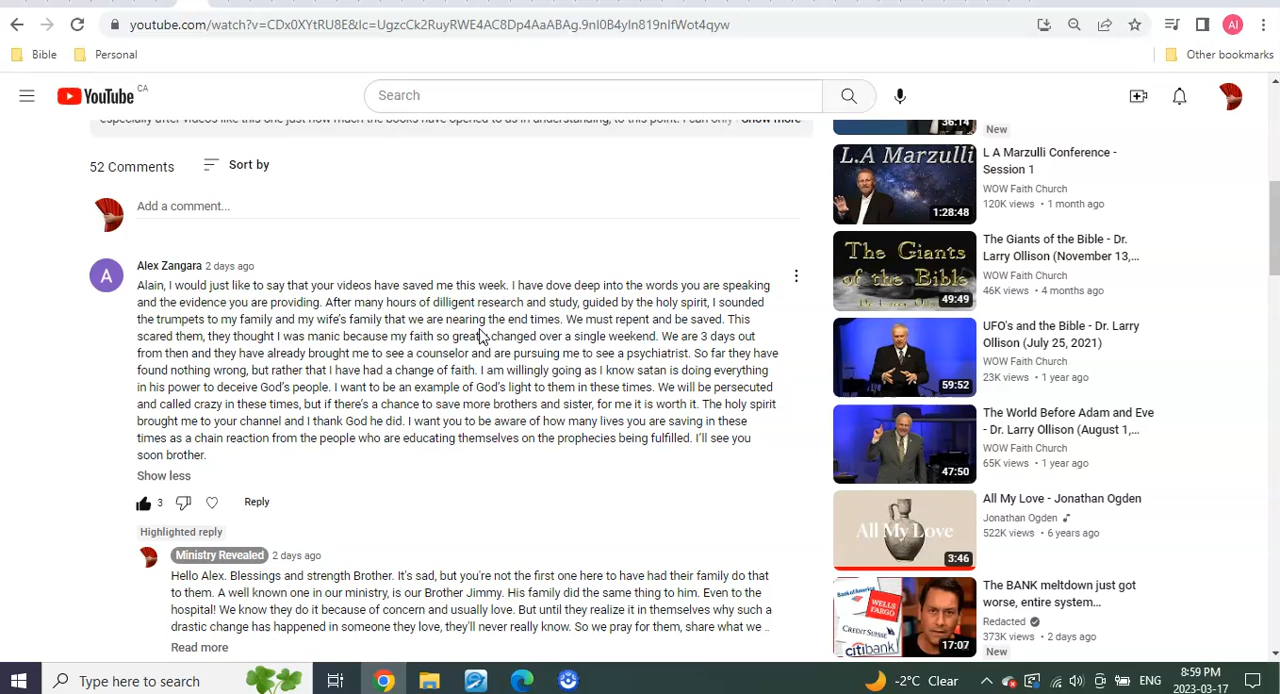 youtube.com/watch?v=CDx0XYtRU8E&lc=UgzcCk2RuyRWE4AC8Dp4AaABAg.9nI0B4yIn819nIfWot4qyw
AI
Bible
Personal
Other bookmarks
YouTube CA
Search
especially after videos like this one just how much the books have opened to us in understanding, to this point. I can only Show more
52 Comments
Sort by
Add a comment...
A
Alex Zangara 2 days ago
Alain, I would just like to say that your videos have saved me this week. I have dove deep into the words you are speaking
and the evidence you are providing. After many hours of dilligent research and study, guided by the holy spirit, I sounded
the trumpets to my family and my wife's family that we are nearing the end times. We must repent and be saved. This
scared them, they thought I was manic because my faith so greatly changed over a single weekend. We are 3 days out
from then and they have already brought me to see a counselor and are pursuing me to see a psychiatrist. So far they have
found nothing wrong, but rather that I have had a change of faith. I am willingly going as I know satan is doing everything
in his power to deceive God's people. I want to be an example of God's light to them in these times. We will be persecuted
and called crazy in these times, but if there's a chance to save more brothers and sister, for me it is worth it. The holy spirit
brought me to your channel and I thank God he did. I want you to be aware of how many lives you are saving in these
times as a chain reaction from the people who are educating themselves on the prophecies being fulfilled. I'll see you
soon brother.
Show less
3
Reply
Highlighted reply
Ministry Revealed 2 days ago
Hello Alex. Blessings and strength Brother. It's sad, but you're not the first one here to have had their family do that
to them. A well known one in our ministry, is our Brother Jimmy. His family did the same thing to him. Even to the
hospital! We know they do it because of concern and usually love. But until they realize it in themselves why such a
drastic change has happened in someone they love, they'll never really know. So we pray for them, share what we ..
Read more
36:14
New
L.A Marzulli
1:28:48
L A Marzulli Conference -
Session 1
WOW Faith Church
120K views • 1 month ago
The Giants
of the Bible
49:49
The Giants of the Bible - Dr.
Larry Ollison (November 13,...
WOW Faith Church
46K views • 4 months ago
59:52
UFO's and the Bible - Dr. Larry
Ollison (July 25, 2021)
WOW Faith Church
23K views • 1 year ago
47:50
The World Before Adam and Eve
- Dr. Larry Ollison (August 1,...
WOW Faith Church
65K views • 1 year ago
All My Love
3:46
All My Love - Jonathan Ogden
Jonathan Ogden
522K views • 6 years ago
Bank of America
WELLS
FARGO
CREDIT SUISSE
citibank
17:07
The BANK meltdown just got
worse, entire system...
Redacted
373K views • 2 days ago
New
Type here to search
-2°C Clear
ENG
8:59 PM
2023-03-17